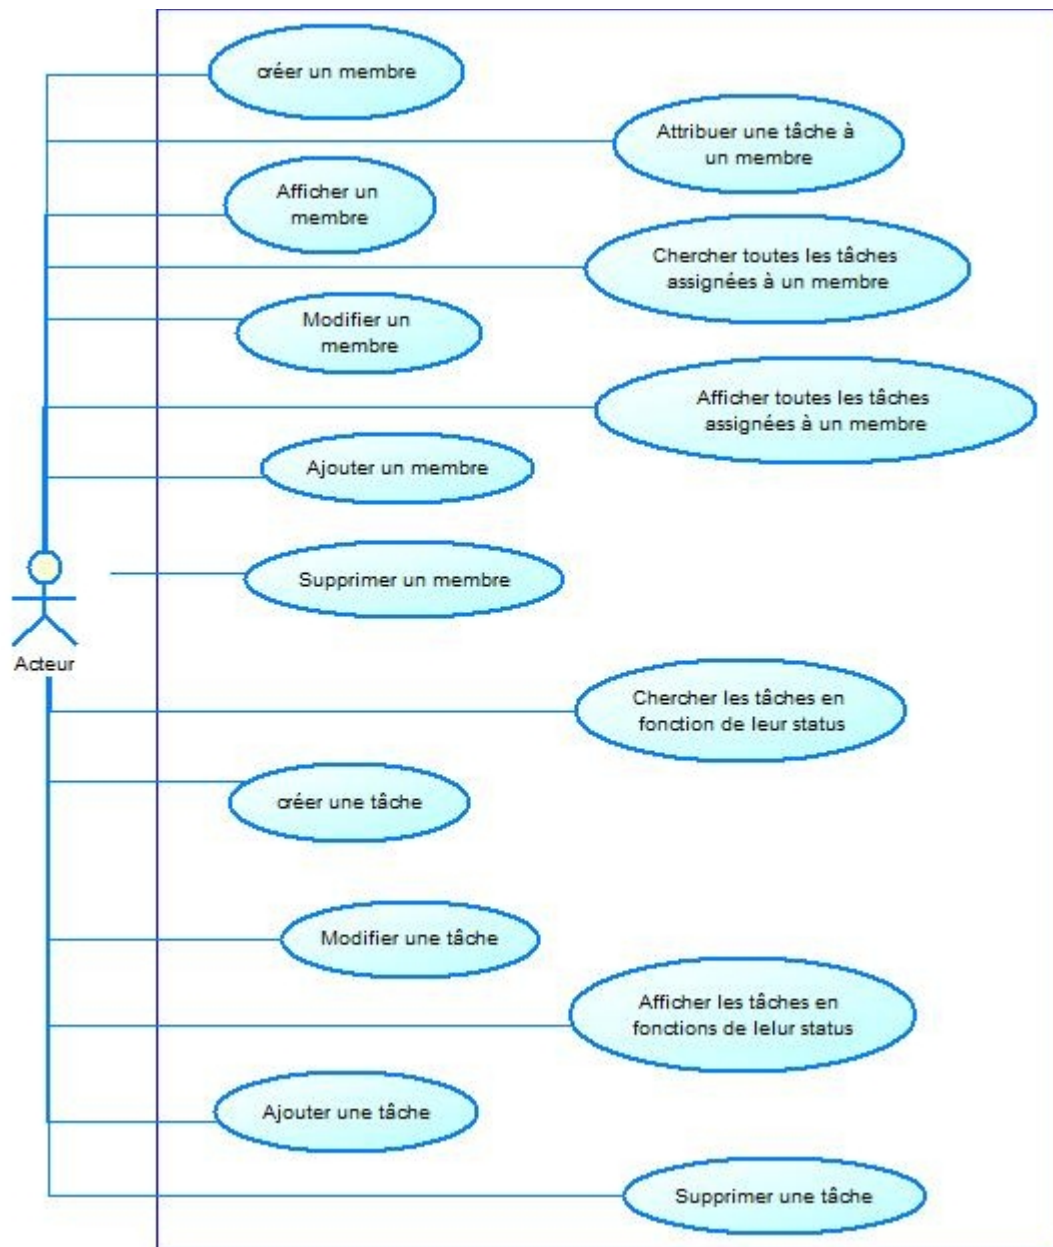 créer un membre
Attribuer une tâche à
un membre
Afficher un
membre
Chercher toutes les tâches
assignées à un membre
Modifier un
membre
Afficher toutes les tâches
assignées à un membre
Ajouter un membre
Supprimer un membre
Acteur
Chercher les tâches en
fonction de leur status
créer une tâche
Modifier une tâche
Afficher les tâches en
fonctions de lelur status
Ajouter une tâche
Supprimer une tâche